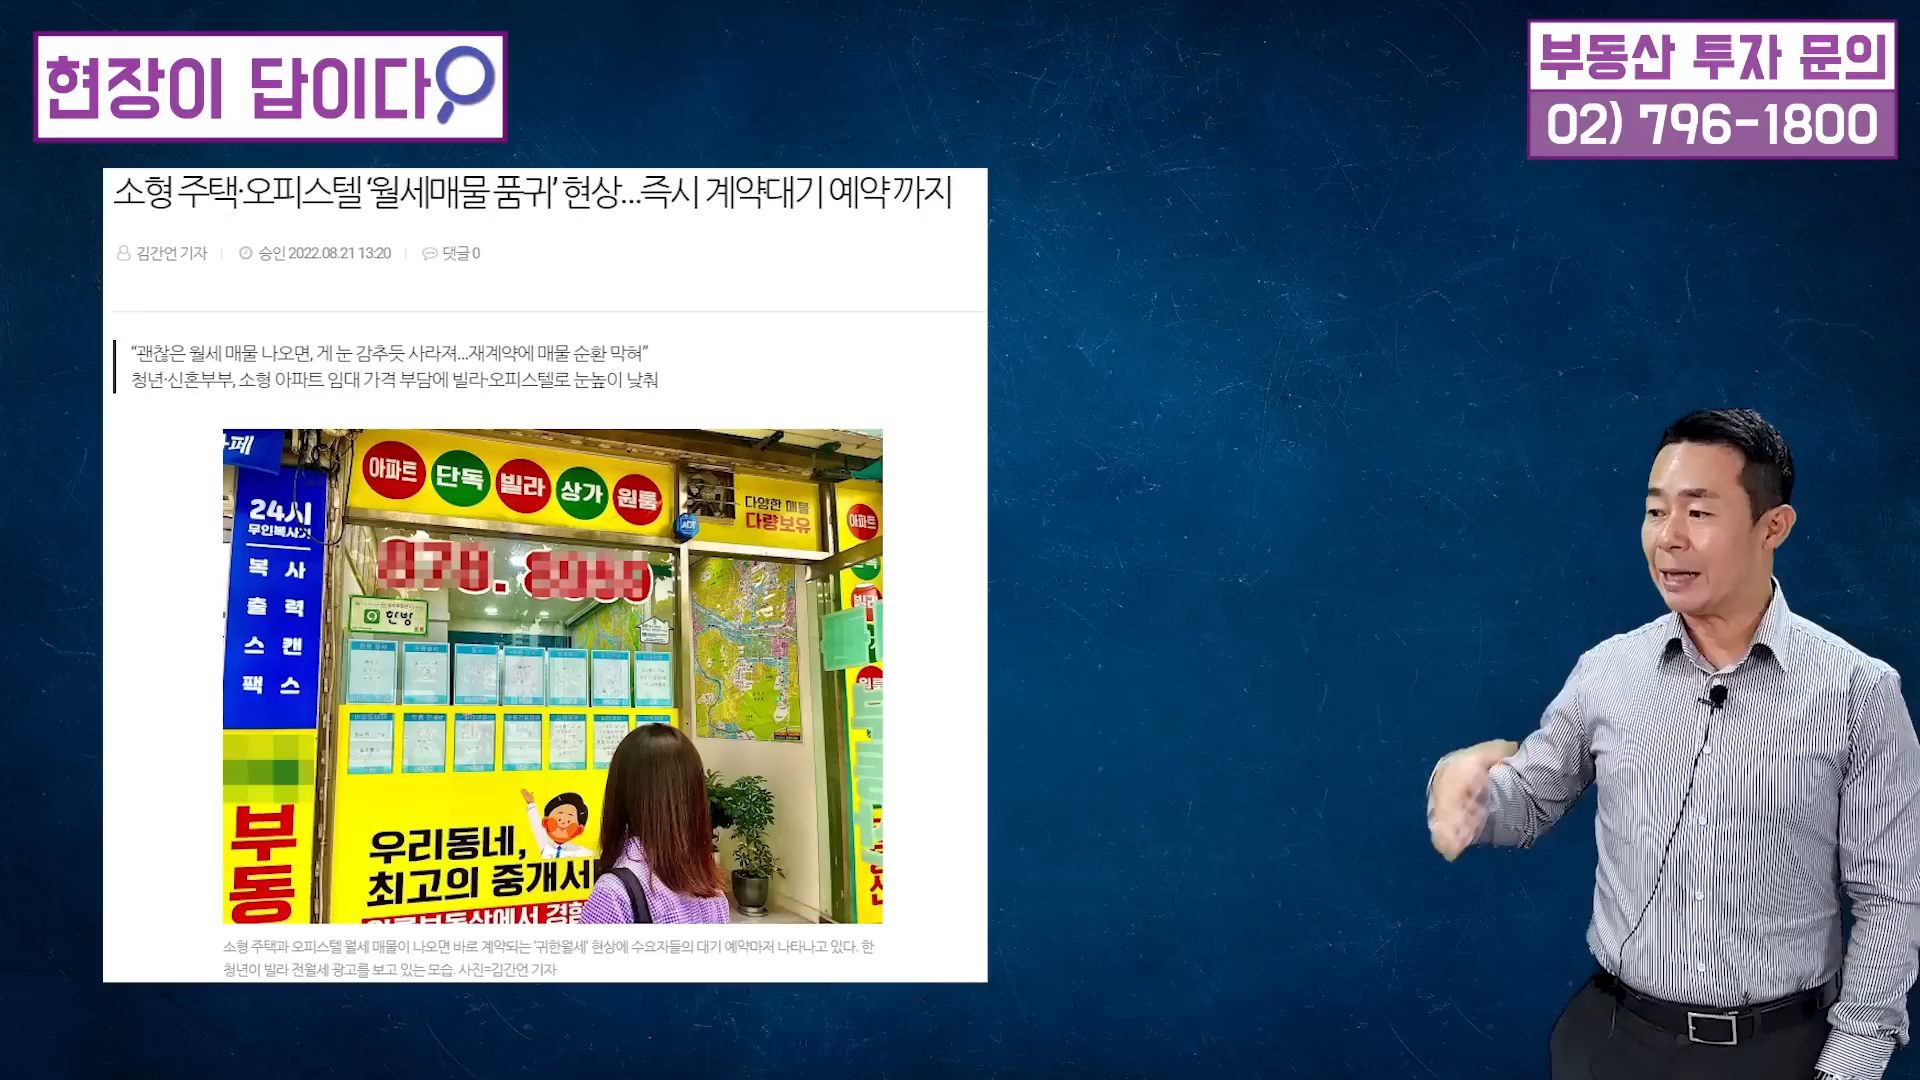 현장이 답이다
부동산 투자 문의
02) 796-1800
소형 주택·오피스텔 ‘월세매물 품귀’ 현상...즉시 계약대기 예약까지
김간언 기자
승인 2022.08.21 13:20
댓글 0
“괜찮은 월세 매물 나오면, 게 눈 감추듯 사라져...재계약에 매물 순환 막혀”
청년·신혼부부, 소형 아파트 임대 가격 부담에 빌라·오피스텔로 눈높이 낮춰
24시
무인복사기
복사
출력
스캔
팩스
부동
아파트 단독 빌라 상가 원룸
다양한 매물
다량보유
ADT
아파트
한방
우리동네,
최고의 중개서
소형 주택과 오피스텔 월세 매물이 나오면 바로 계약되는 ‘귀한월세’ 현상에 수요자들의 대기 예약마저 나타나고 있다. 한
청년이 빌라 전월세 광고를 보고 있는 모습. 사진=김간언 기자